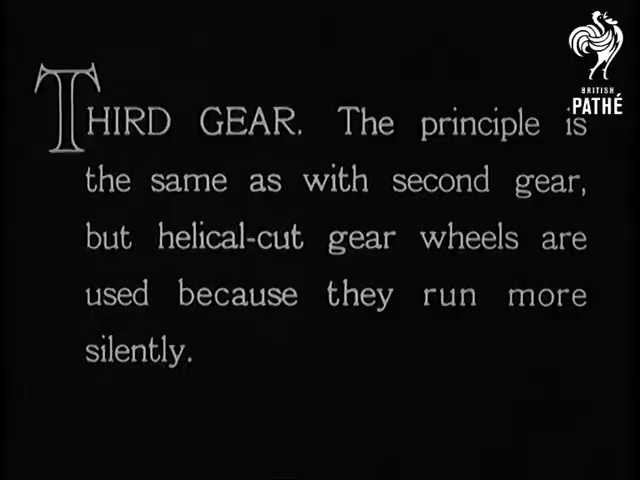 BRITISH
PATHÉ
THIRD GEAR. The principle is
the same as with second gear,
but helical-cut gear wheels are
used because they run more
silently.